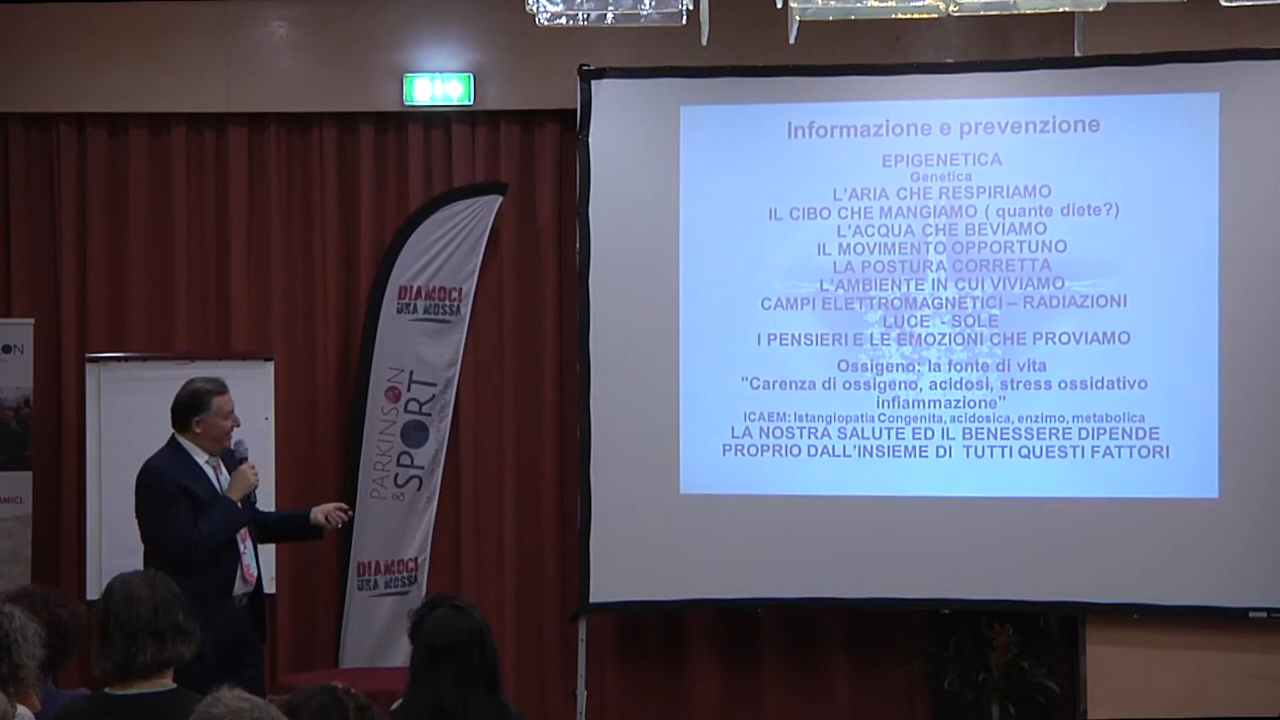 Informazione e prevenzione
EPIGENETICA
Genetica
L'ARIA CHE RESPIRIAMO
IL CIBO CHE MANGIAMO ( quante diete?)
L'ACQUA CHE BEVIAMO
IL MOVIMENTO OPPORTUNO
LA POSTURA CORRETTA
L'AMBIENTE IN CUI VIVIAMO
CAMPI ELETTROMAGNETICI – RADIAZIONI
LUCE - SOLE
I PENSIERI E LE EMOZIONI CHE PROVIAMO
Ossigeno: la fonte di vita
"Carenza di ossigeno, acidosi, stress ossidativo
infiammazione"
ICAEM: Istangiopatia Congenita, acidosica, enzimo, metabolica
LA NOSTRA SALUTE ED IL BENESSERE DIPENDE
PROPRIO DALL'INSIEME DI TUTTI QUESTI FATTORI
DIAMOCI
UNA MOSSA
PARKINSON
& SPORT
DIAMOCI
UNA MOSSA